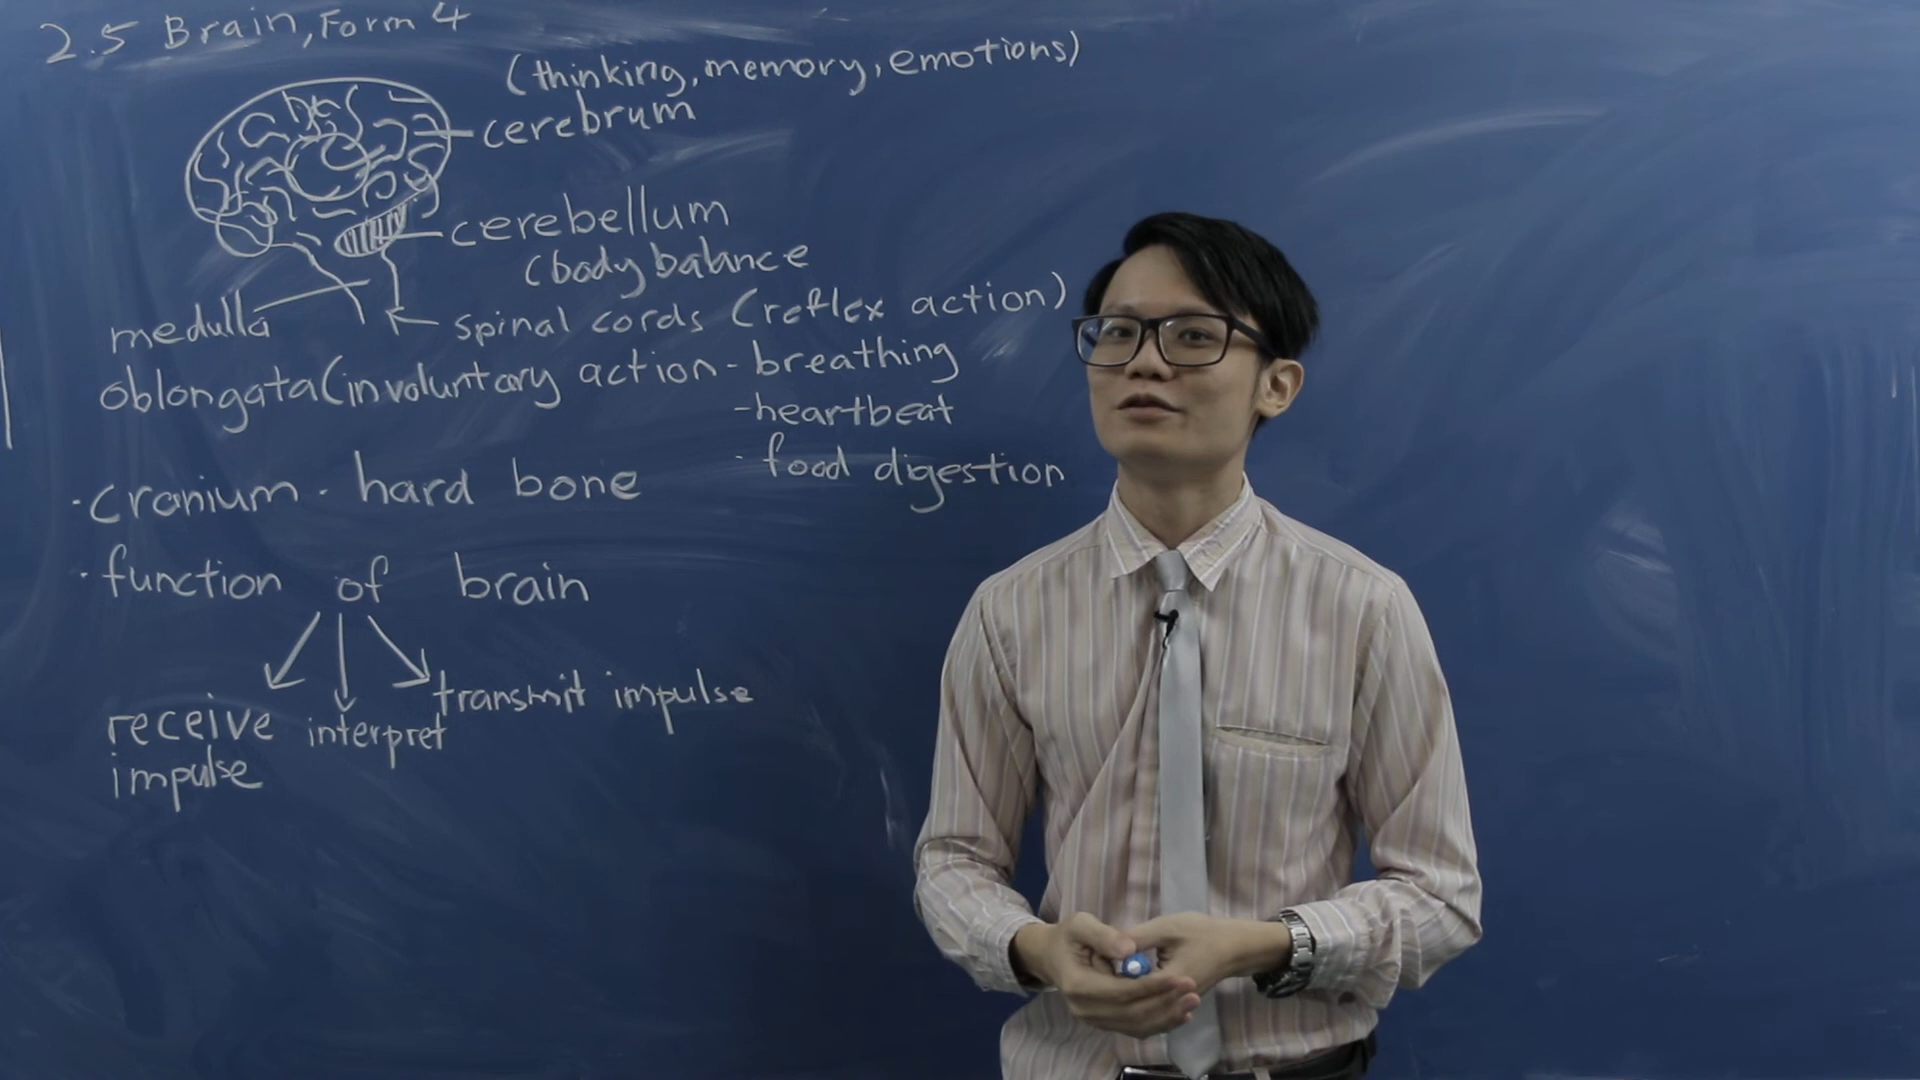 2.5 Brain, Form 4
(thinking, memory, emotions)
cerebrum
cerebellum
(body balance
medulla
spinal cords (reflex action)
oblongata (involuntary action - breathing
- heartbeat
· food digestion
· cranium · hard bone
· function of brain
transmit impulse
receive interpret
impulse